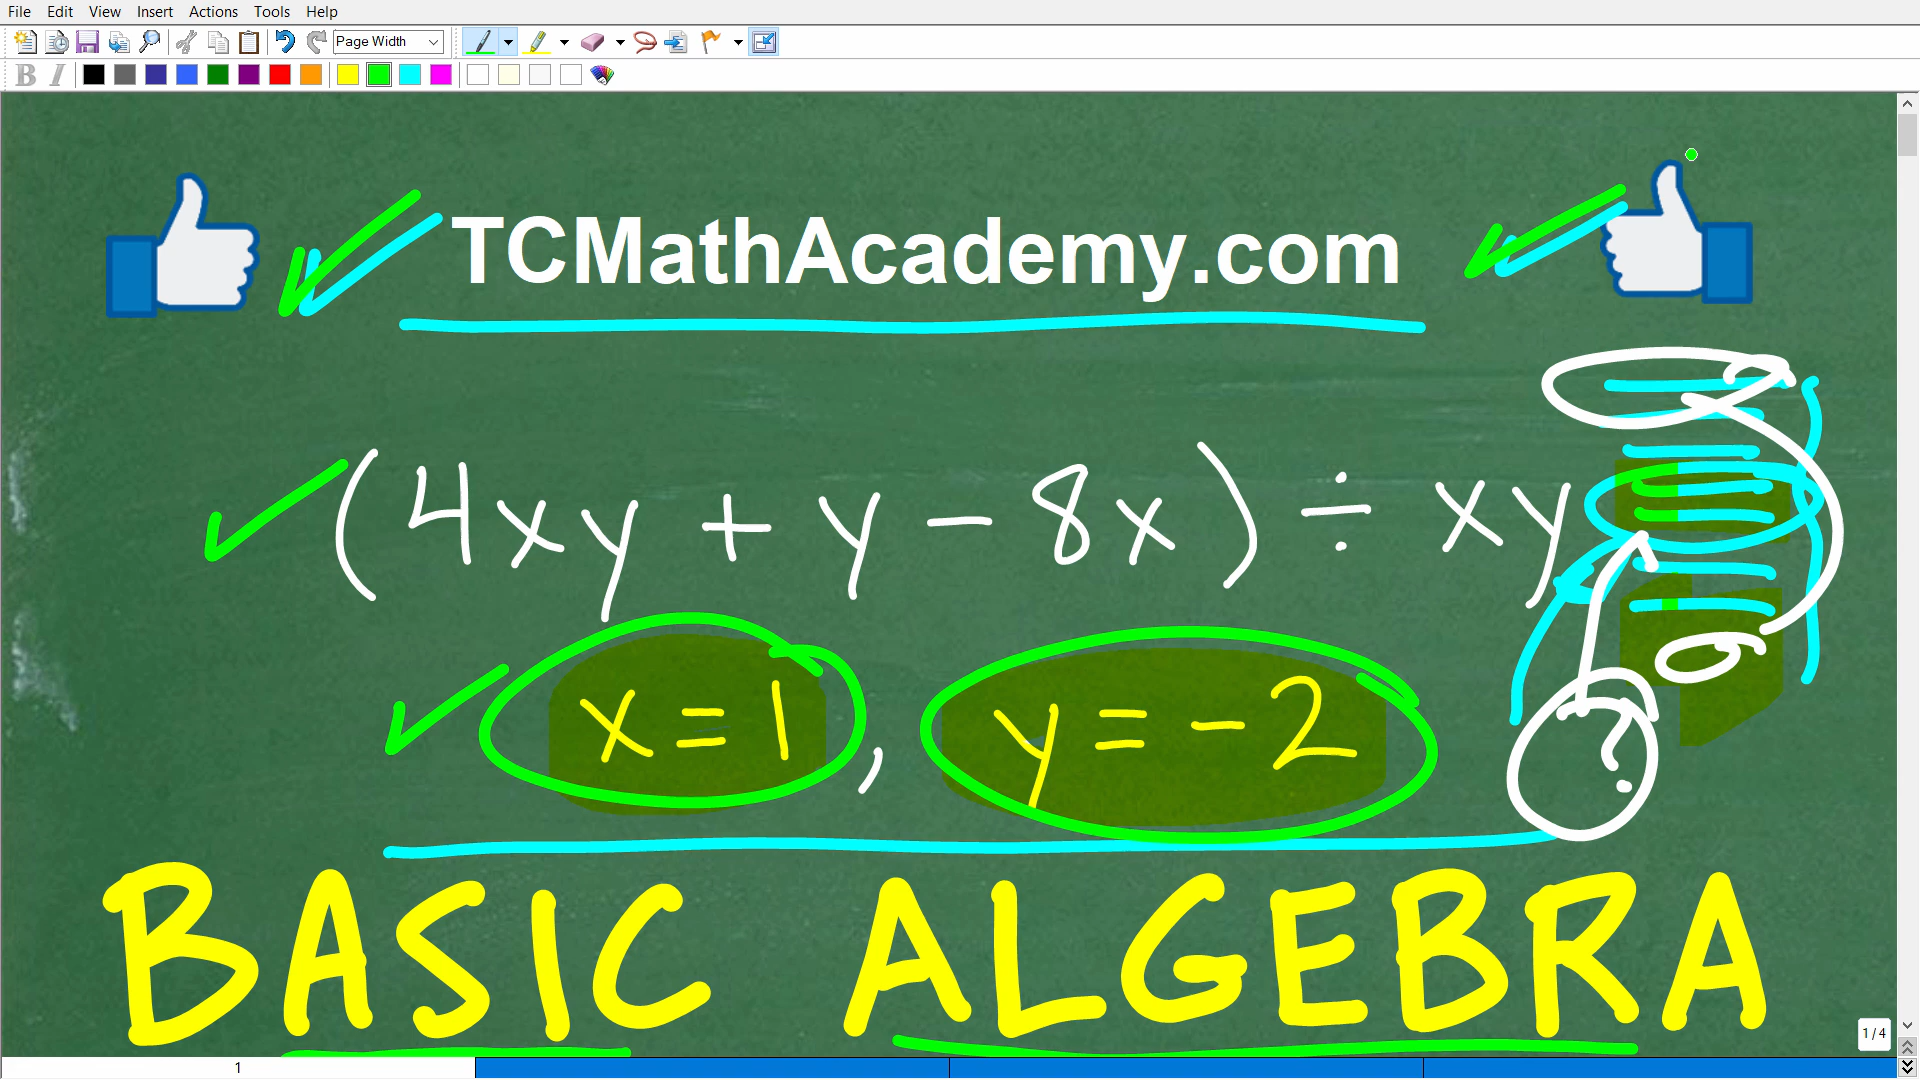 File Edit View Insert Actions Tools Help
Page Width
B I
TCMathAcademy.com
(4xy + y - 8x) ÷ xy
x = 1, y = -2
?
BASIC ALGEBRA
1 / 4
1